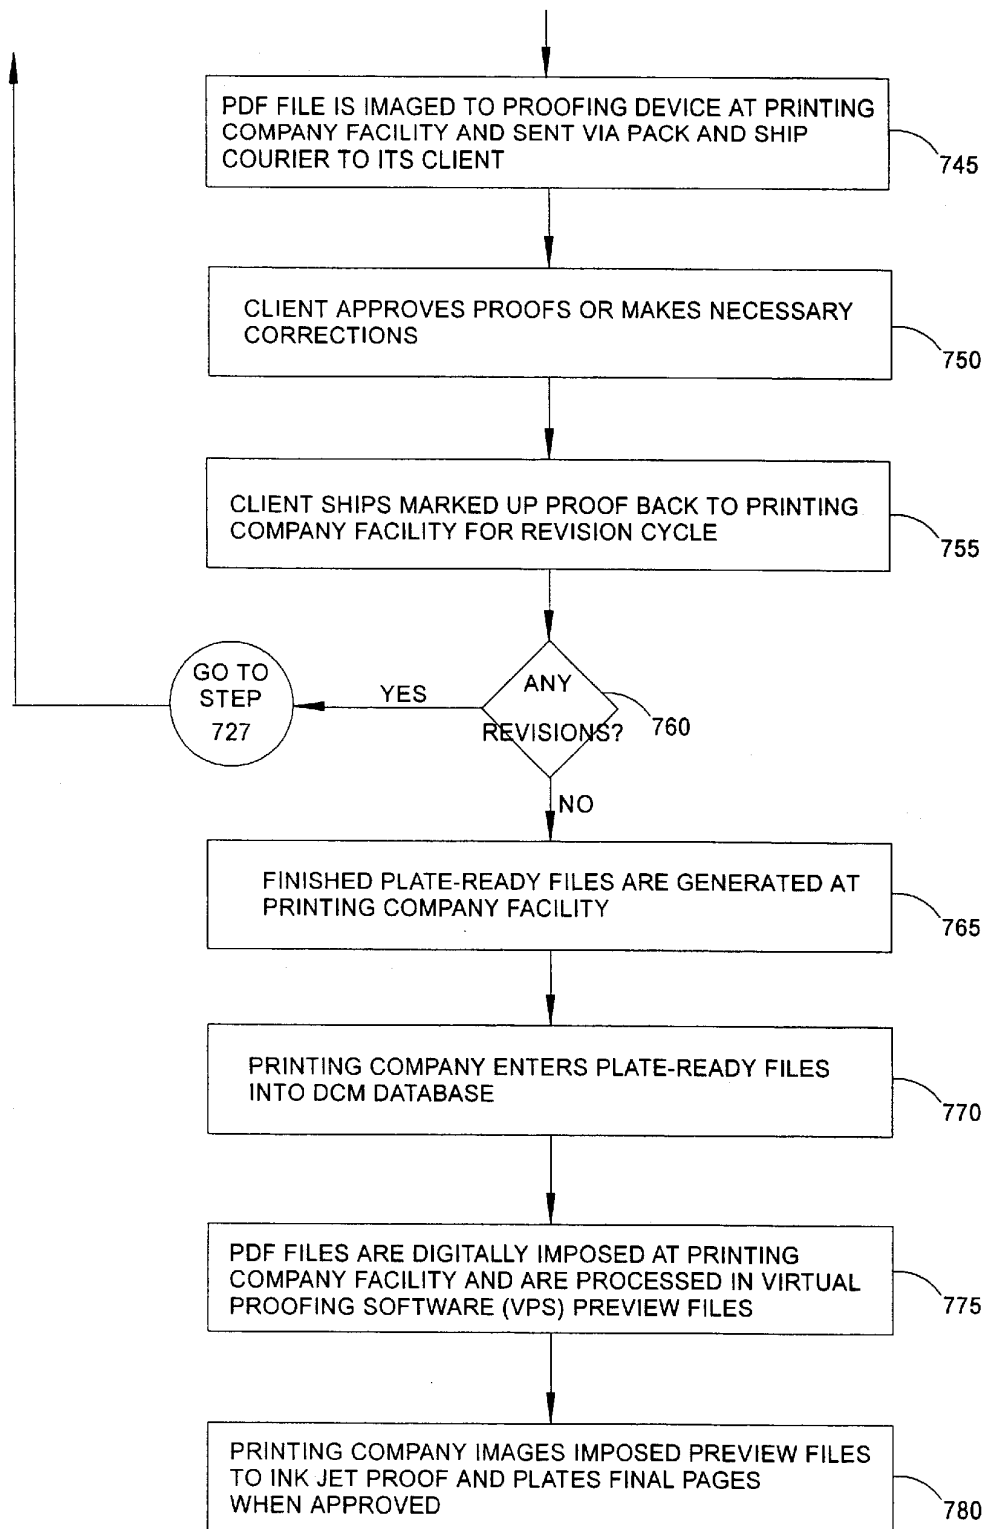 PDF FILE IS IMAGED TO PROOFING DEVICE AT PRINTING
COMPANY FACILITY AND SENT VIA PACK AND SHIP
COURIER TO ITS CLIENT
745
CLIENT APPROVES PROOFS OR MAKES NECESSARY
CORRECTIONS
750
CLIENT SHIPS MARKED UP PROOF BACK TO PRINTING
COMPANY FACILITY FOR REVISION CYCLE
755
GO TO
STEP
727
YES
ANY
REVISIONS?
760
NO
FINISHED PLATE-READY FILES ARE GENERATED AT
PRINTING COMPANY FACILITY
765
PRINTING COMPANY ENTERS PLATE-READY FILES
INTO DCM DATABASE
770
PDF FILES ARE DIGITALLY IMPOSED AT PRINTING
COMPANY FACILITY AND ARE PROCESSED IN VIRTUAL
PROOFING SOFTWARE (VPS) PREVIEW FILES
775
PRINTING COMPANY IMAGES IMPOSED PREVIEW FILES
TO INK JET PROOF AND PLATES FINAL PAGES
WHEN APPROVED
780